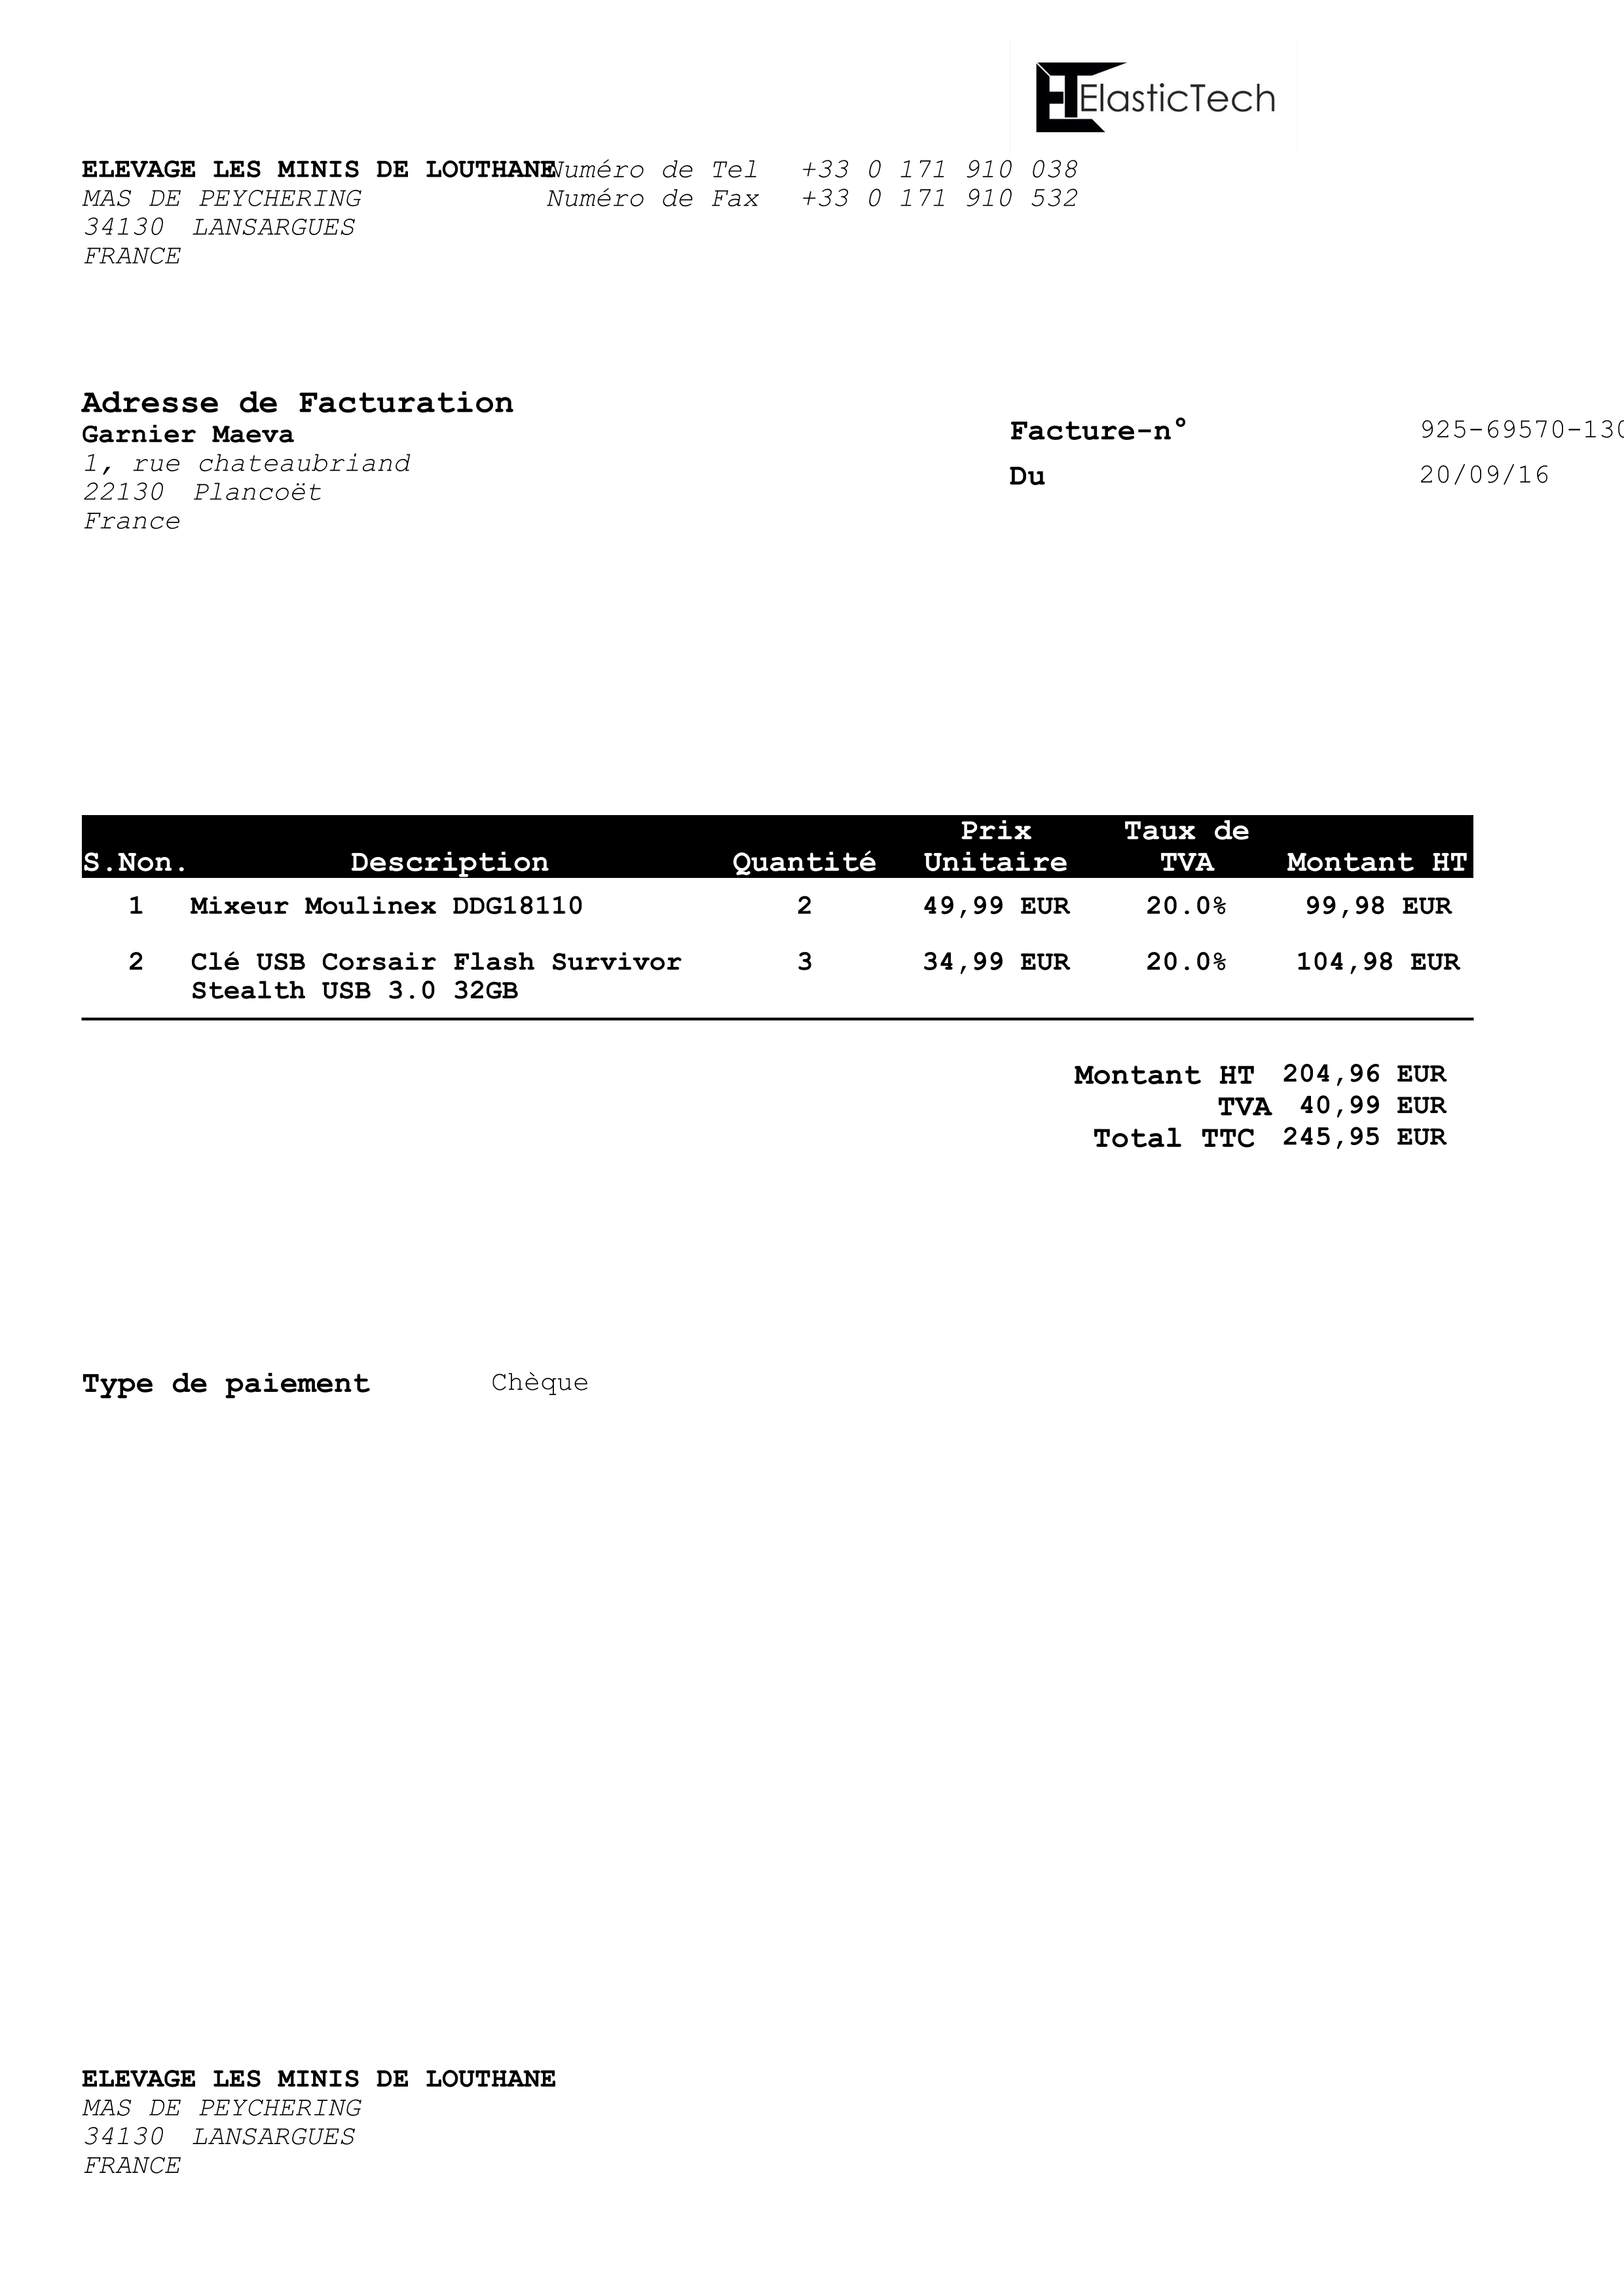 ElasticTech
ELEVAGE LES MINIS DE LOUTHANE Numéro de Tel +33 0 171 910 038
MAS DE PEYCHERING Numéro de Fax +33 0 171 910 532
34130 LANSARGUES
FRANCE
Adresse de Facturation
Garnier Maeva
1, rue chateaubriand
22130 Plancoët
France
Facture-n° 925-69570-130
Du 20/09/16
Prix Taux de
S.Non. Description Quantité Unitaire TVA Montant HT
1 Mixeur Moulinex DDG18110 2 49,99 EUR 20.0% 99,98 EUR
2 Clé USB Corsair Flash Survivor 3 34,99 EUR 20.0% 104,98 EUR
Stealth USB 3.0 32GB
Montant HT 204,96 EUR
TVA 40,99 EUR
Total TTC 245,95 EUR
Type de paiement Chèque
ELEVAGE LES MINIS DE LOUTHANE
MAS DE PEYCHERING
34130 LANSARGUES
FRANCE